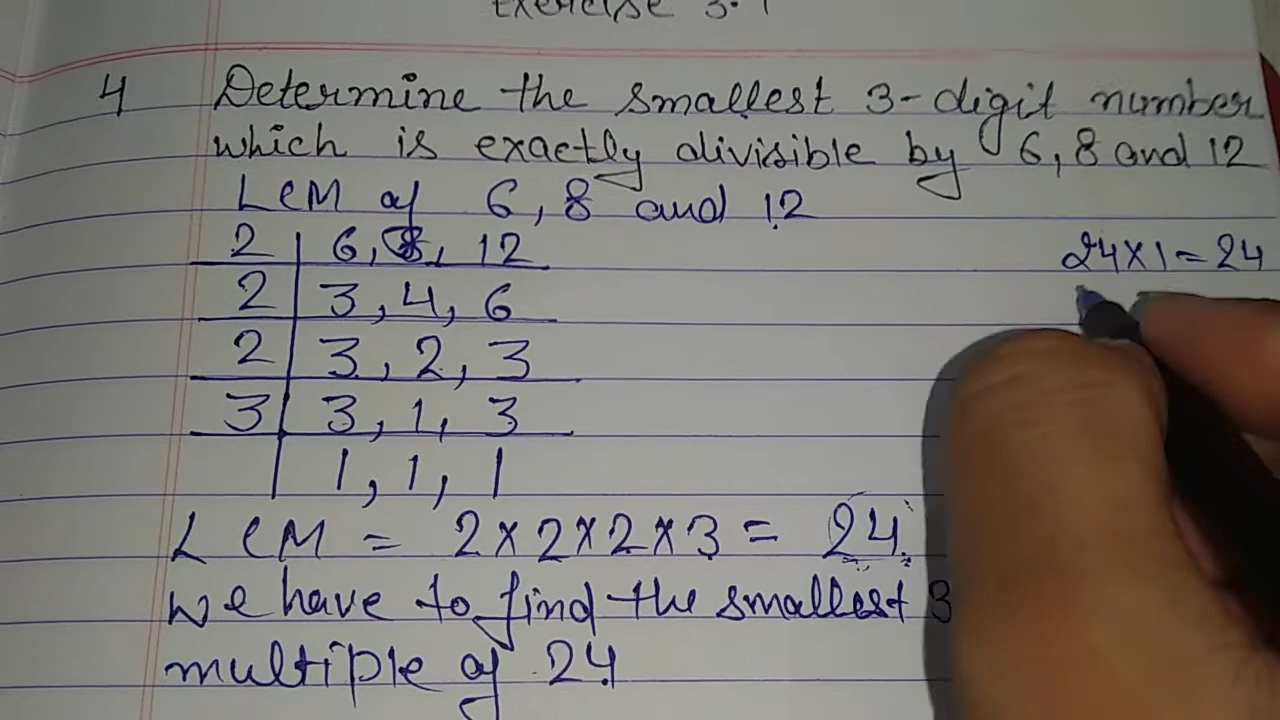 Exercise 3.1
4 Determine the smallest 3-digit number
which is exactly divisible by 6, 8 and 12
LCM of 6, 8 and 12
2 | 6, 8, 12
24 × 1 = 24
2 | 3, 4, 6
2 | 3, 2, 3
3 | 3, 1, 3
| 1, 1, 1
LCM = 2 × 2 × 2 × 3 = 24
we have to find the smallest 3
multiple of 24